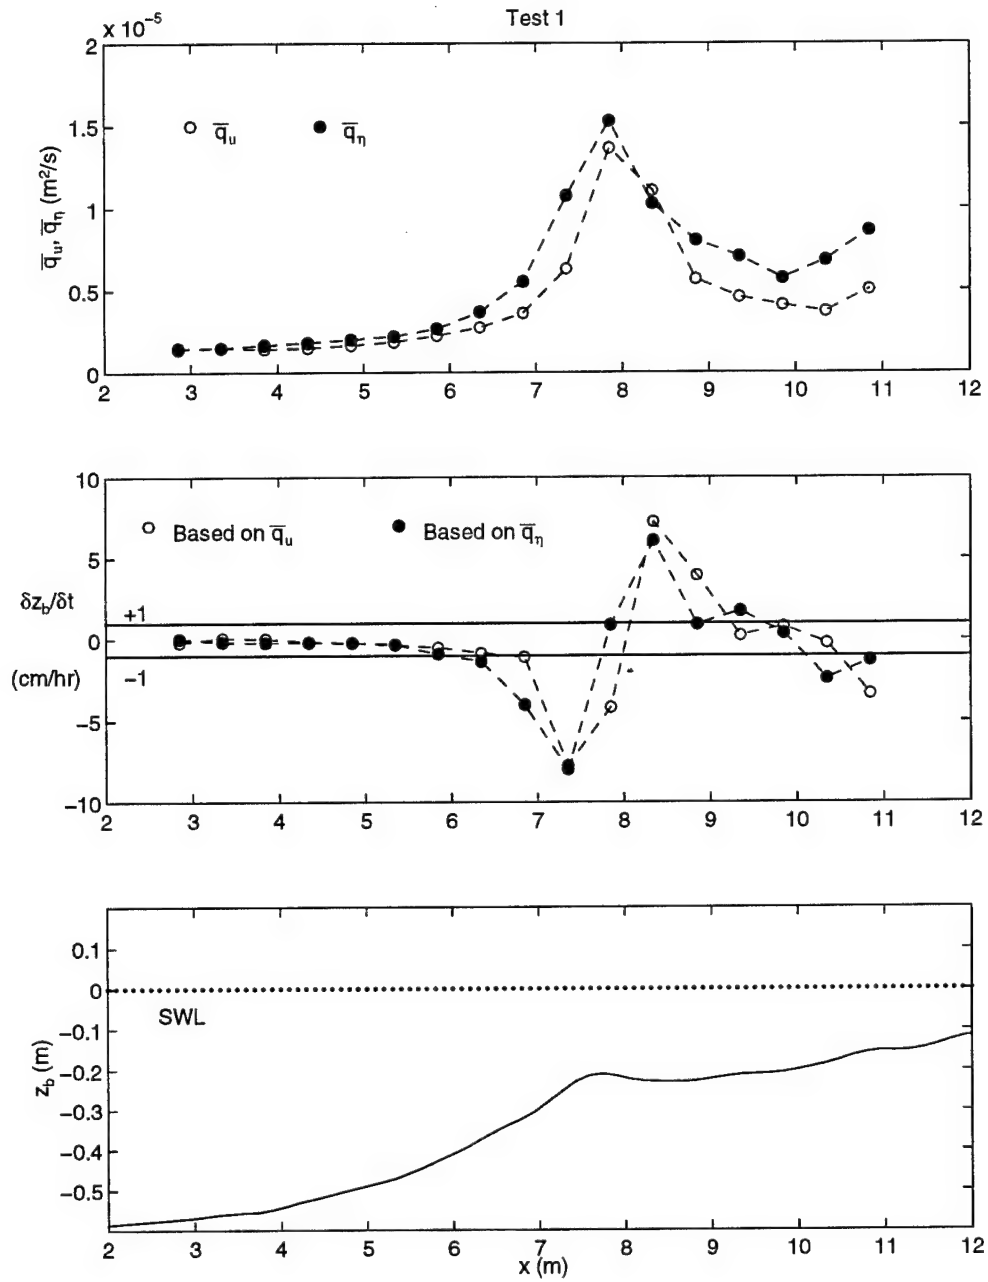 Test 1
x 10⁻⁵
2
1.5
1
0.5
0
q̅ᵤ, q̅η (m²/s)
q̅ᵤ
q̅η
2 3 4 5 6 7 8 9 10 11 12
10
5
0
−5
−10
δz_b/δt
(cm/hr)
Based on q̅ᵤ
Based on q̅η
+1
−1
2 3 4 5 6 7 8 9 10 11 12
0.1
0
−0.1
−0.2
−0.3
−0.4
−0.5
z_b (m)
SWL
2 3 4 5 6 7 8 9 10 11 12
x (m)